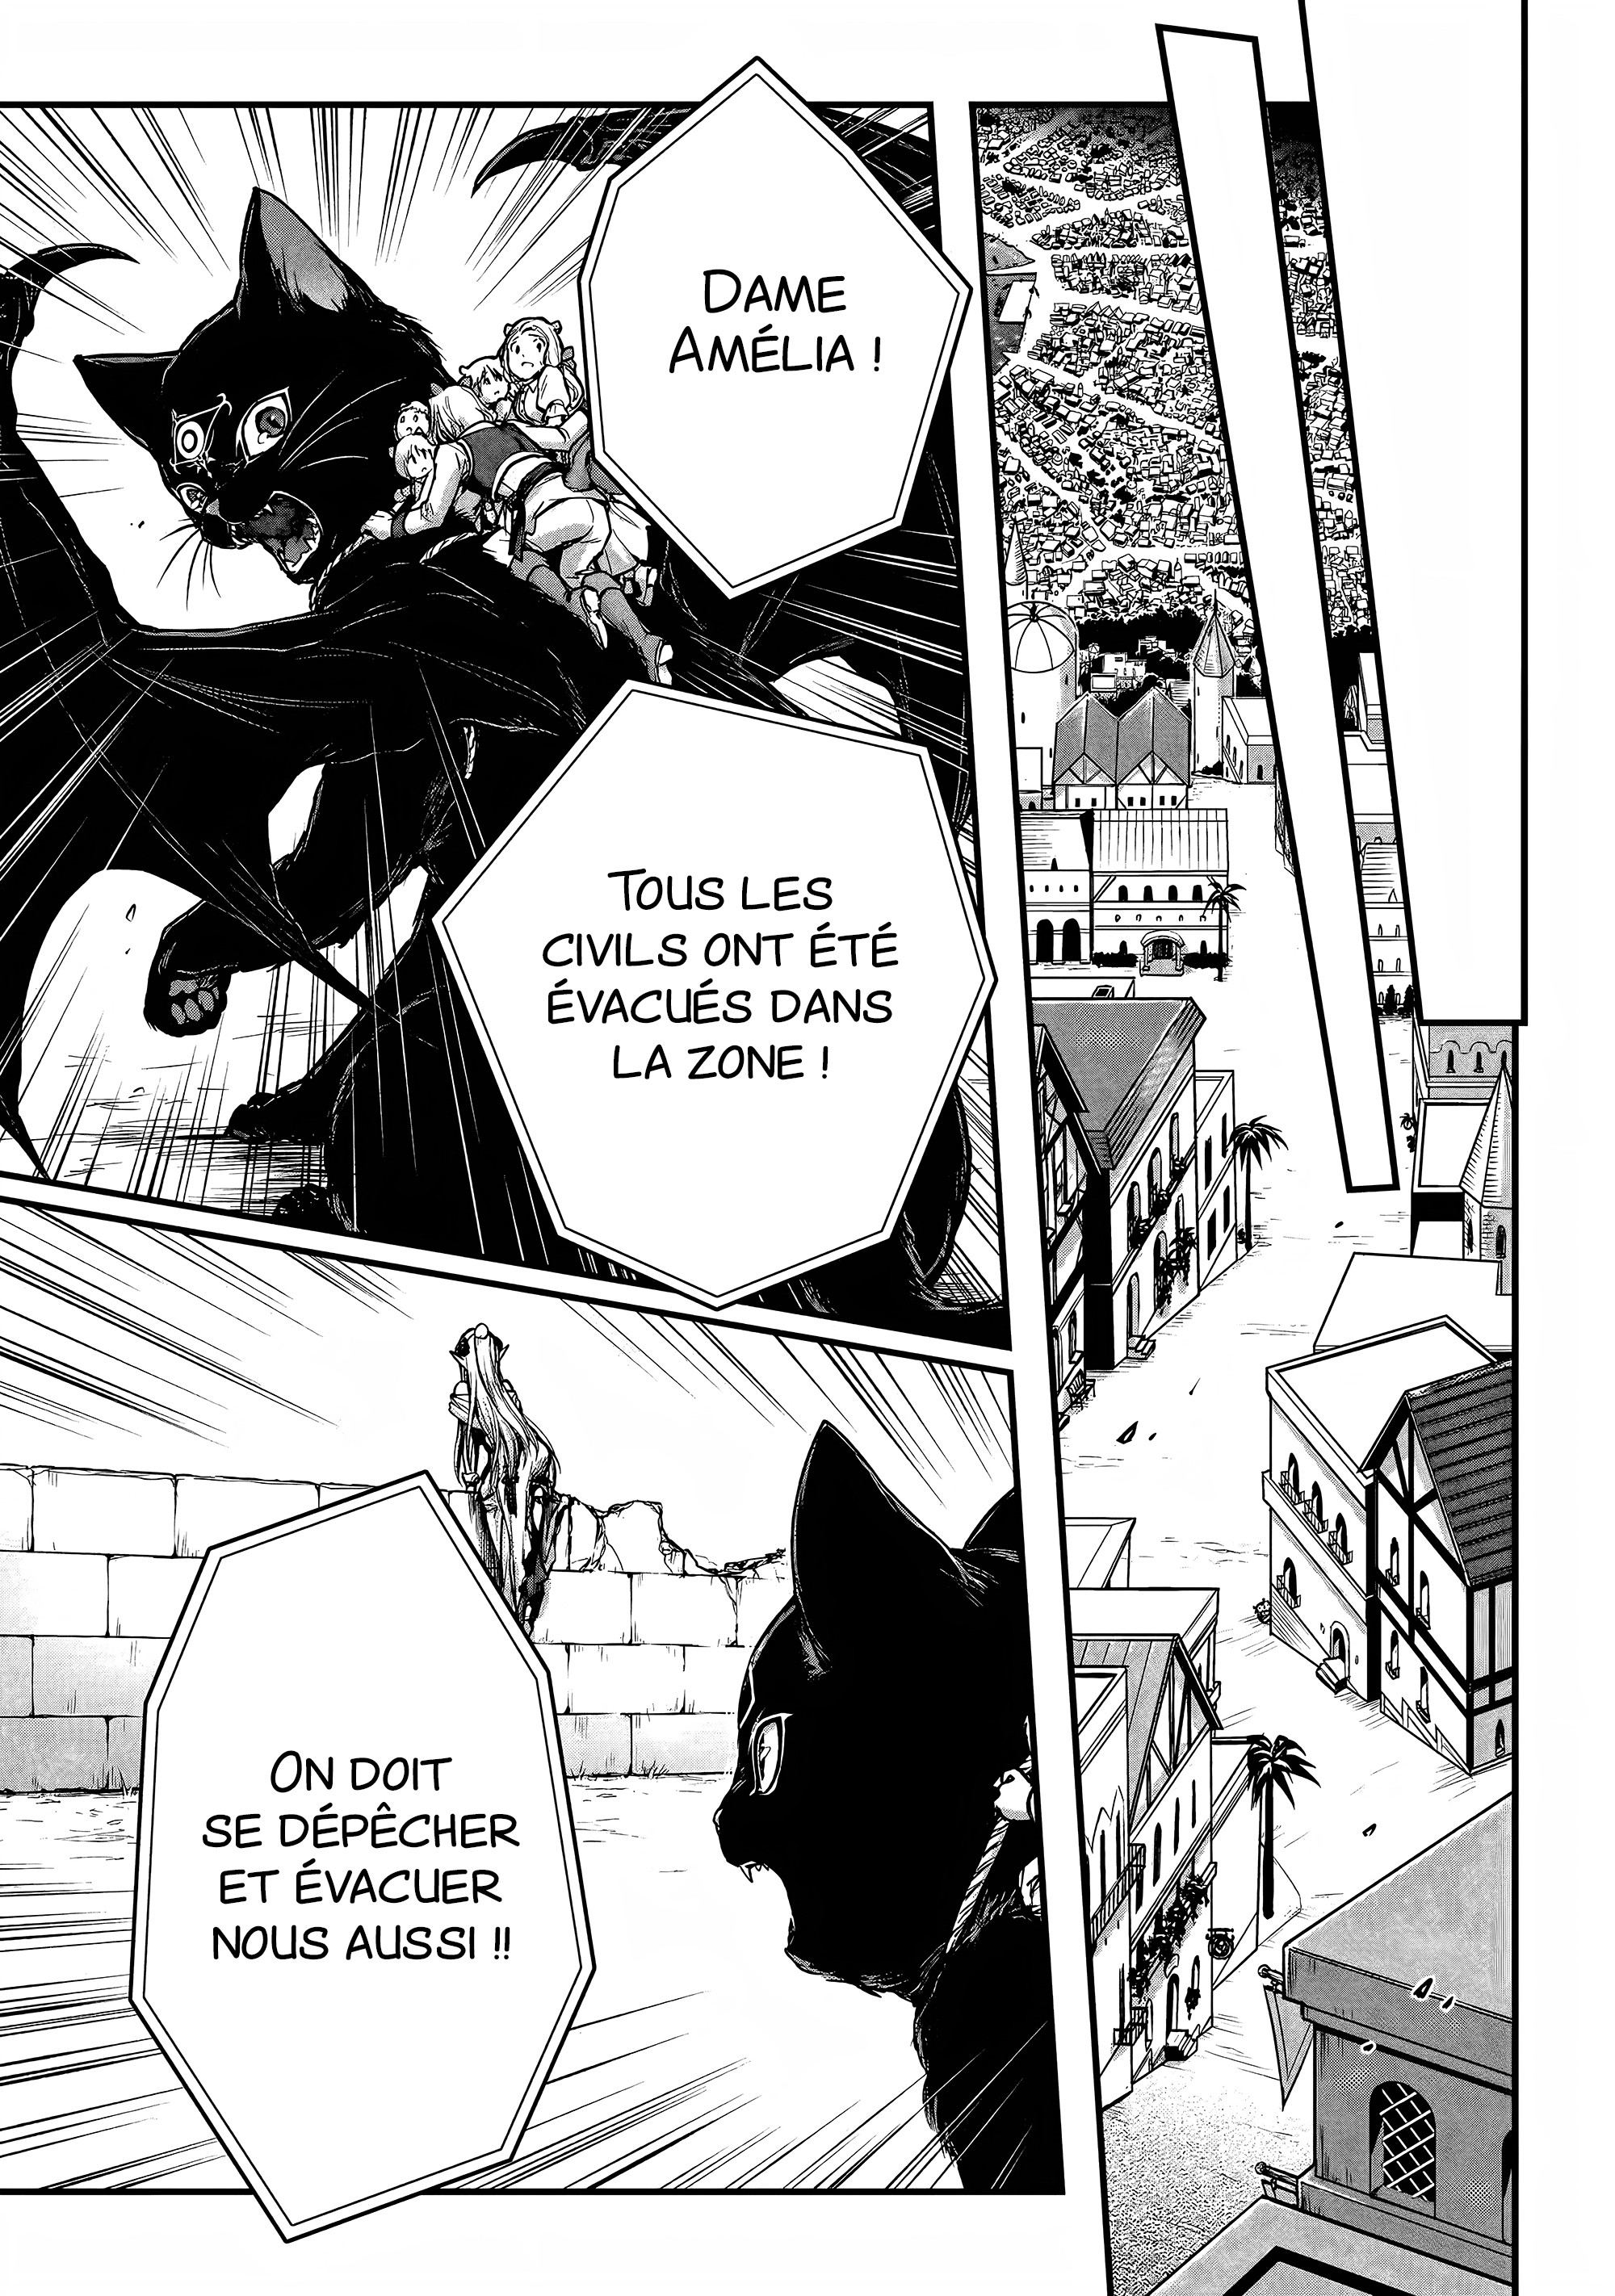 DAME
AMÉLIA !
TOUS LES
CIVILS ONT ÉTÉ
ÉVACUÉS DANS
LA ZONE !
ON DOIT
SE DÉPÊCHER
ET ÉVACUER
NOUS AUSSI !!